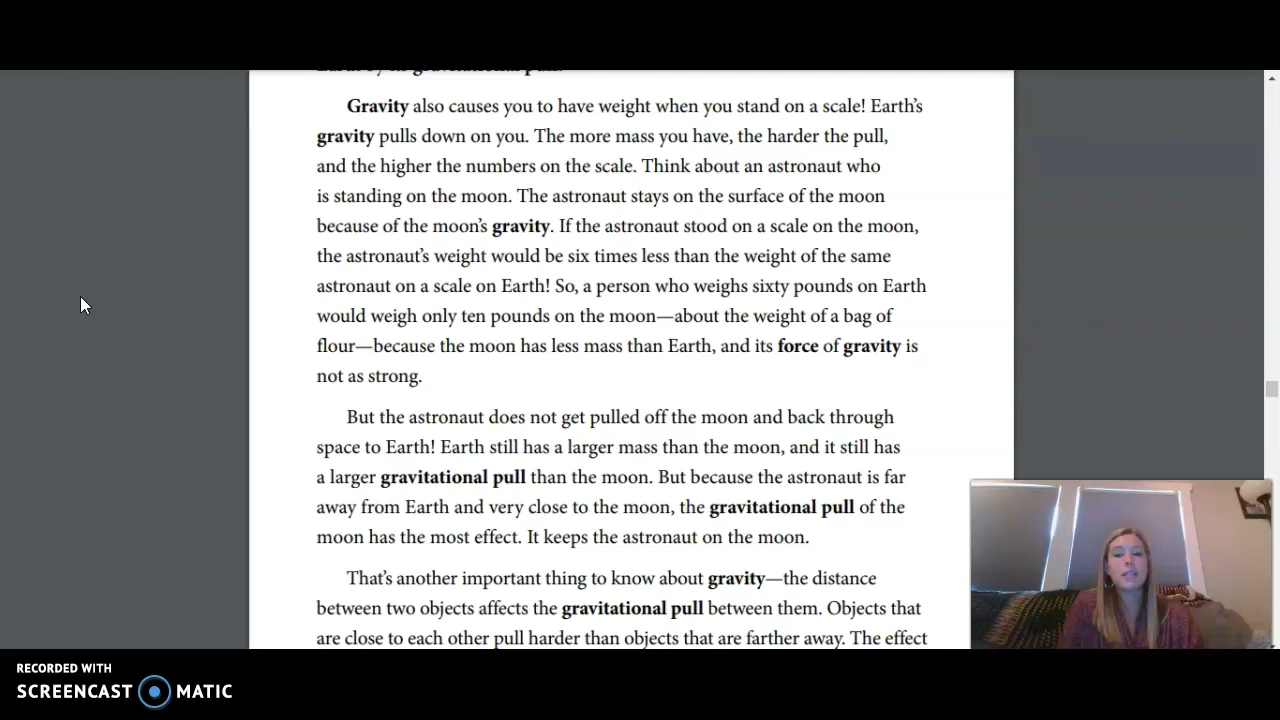 Gravity also causes you to have weight when you stand on a scale! Earth's
gravity pulls down on you. The more mass you have, the harder the pull,
and the higher the numbers on the scale. Think about an astronaut who
is standing on the moon. The astronaut stays on the surface of the moon
because of the moon's gravity. If the astronaut stood on a scale on the moon,
the astronaut's weight would be six times less than the weight of the same
astronaut on a scale on Earth! So, a person who weighs sixty pounds on Earth
would weigh only ten pounds on the moon—about the weight of a bag of
flour—because the moon has less mass than Earth, and its force of gravity is
not as strong.
But the astronaut does not get pulled off the moon and back through
space to Earth! Earth still has a larger mass than the moon, and it still has
a larger gravitational pull than the moon. But because the astronaut is far
away from Earth and very close to the moon, the gravitational pull of the
moon has the most effect. It keeps the astronaut on the moon.
That's another important thing to know about gravity—the distance
between two objects affects the gravitational pull between them. Objects that
are close to each other pull harder than objects that are farther away. The effect
RECORDED WITH
SCREENCAST MATIC